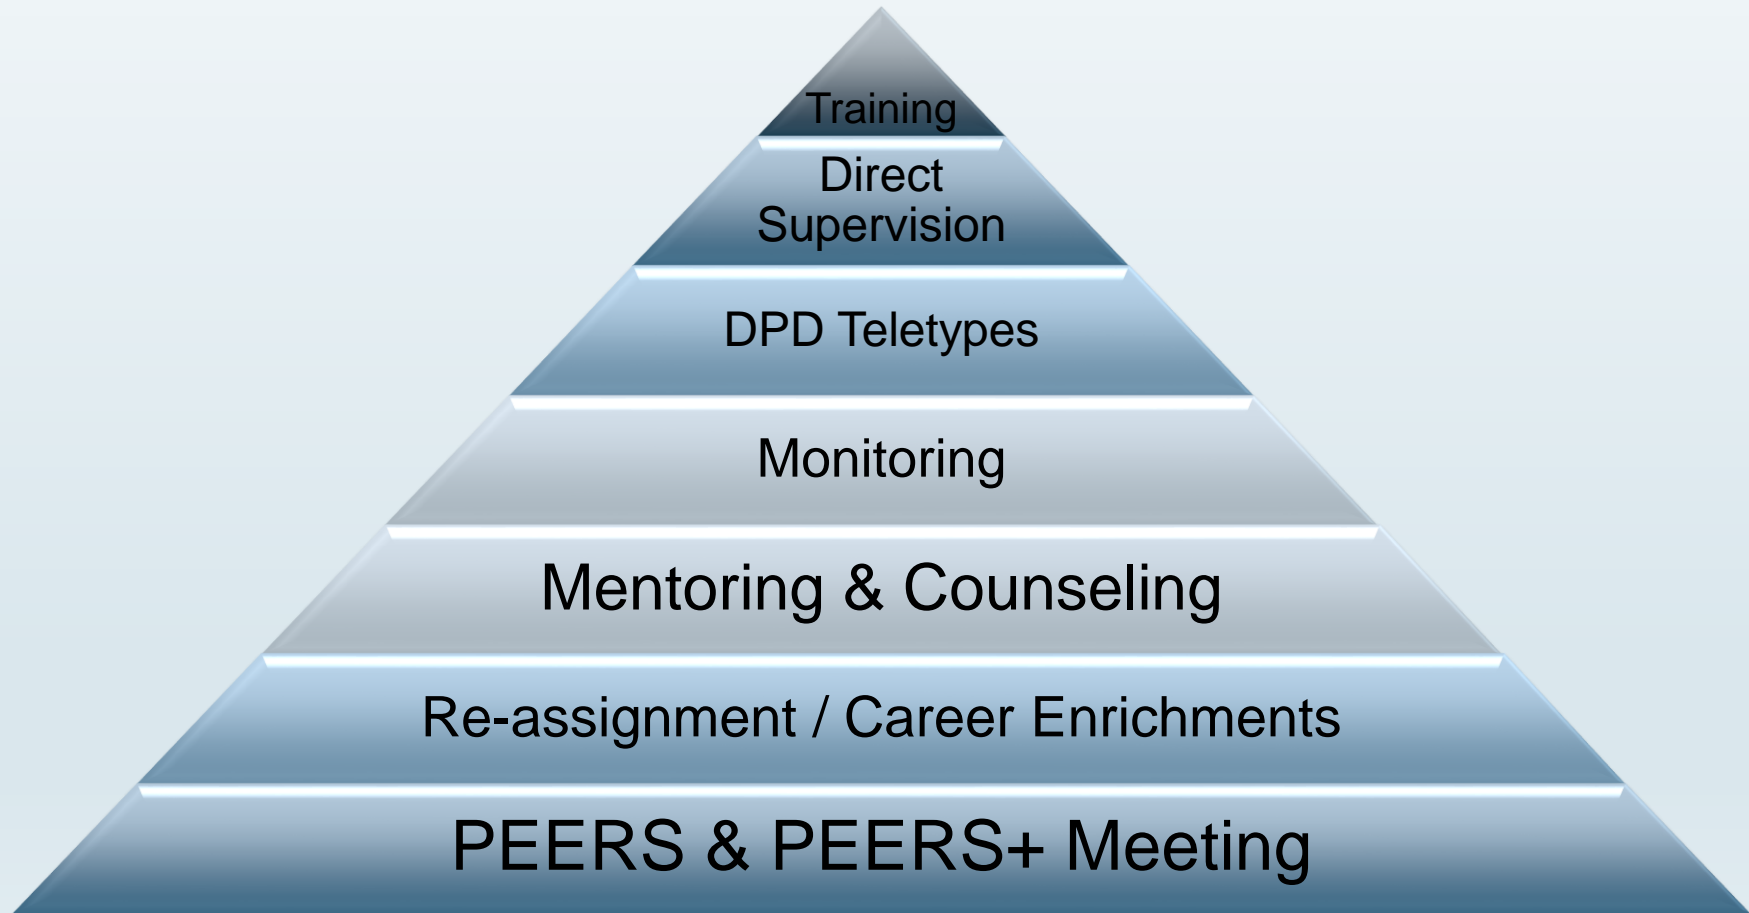 Training
Direct
Supervision
DPD Teletypes
Monitoring
Mentoring & Counseling
Re-assignment / Career Enrichments
PEERS & PEERS+ Meeting